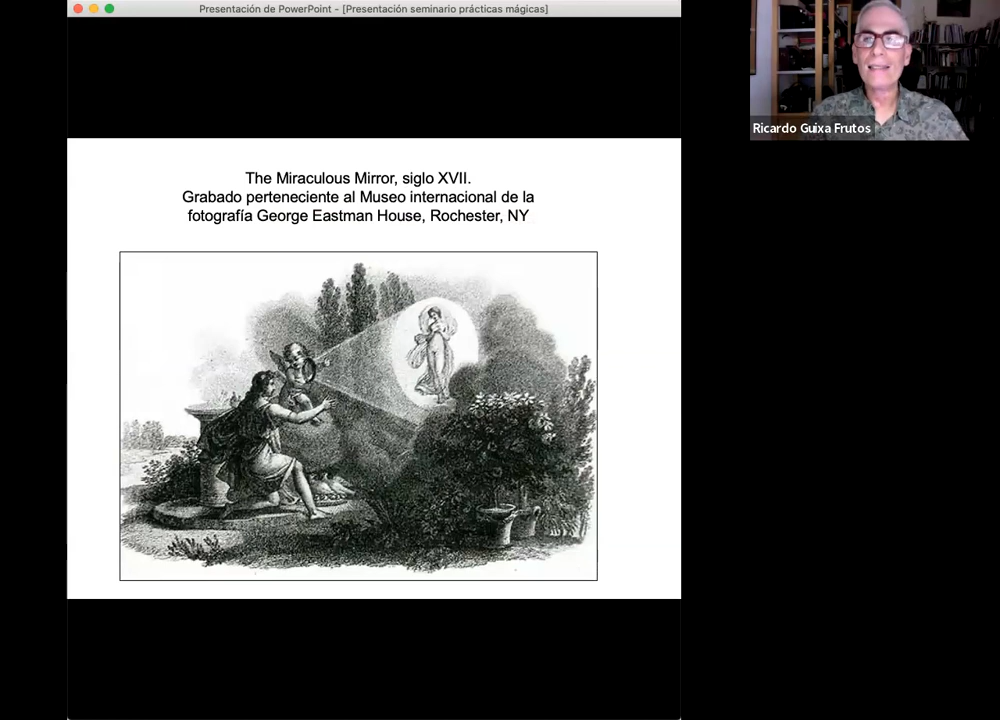 Presentación de PowerPoint - [Presentación seminario prácticas mágicas]
The Miraculous Mirror, siglo XVII.
Grabado perteneciente al Museo internacional de la
fotografía George Eastman House, Rochester, NY
Ricardo Guixa Frutos